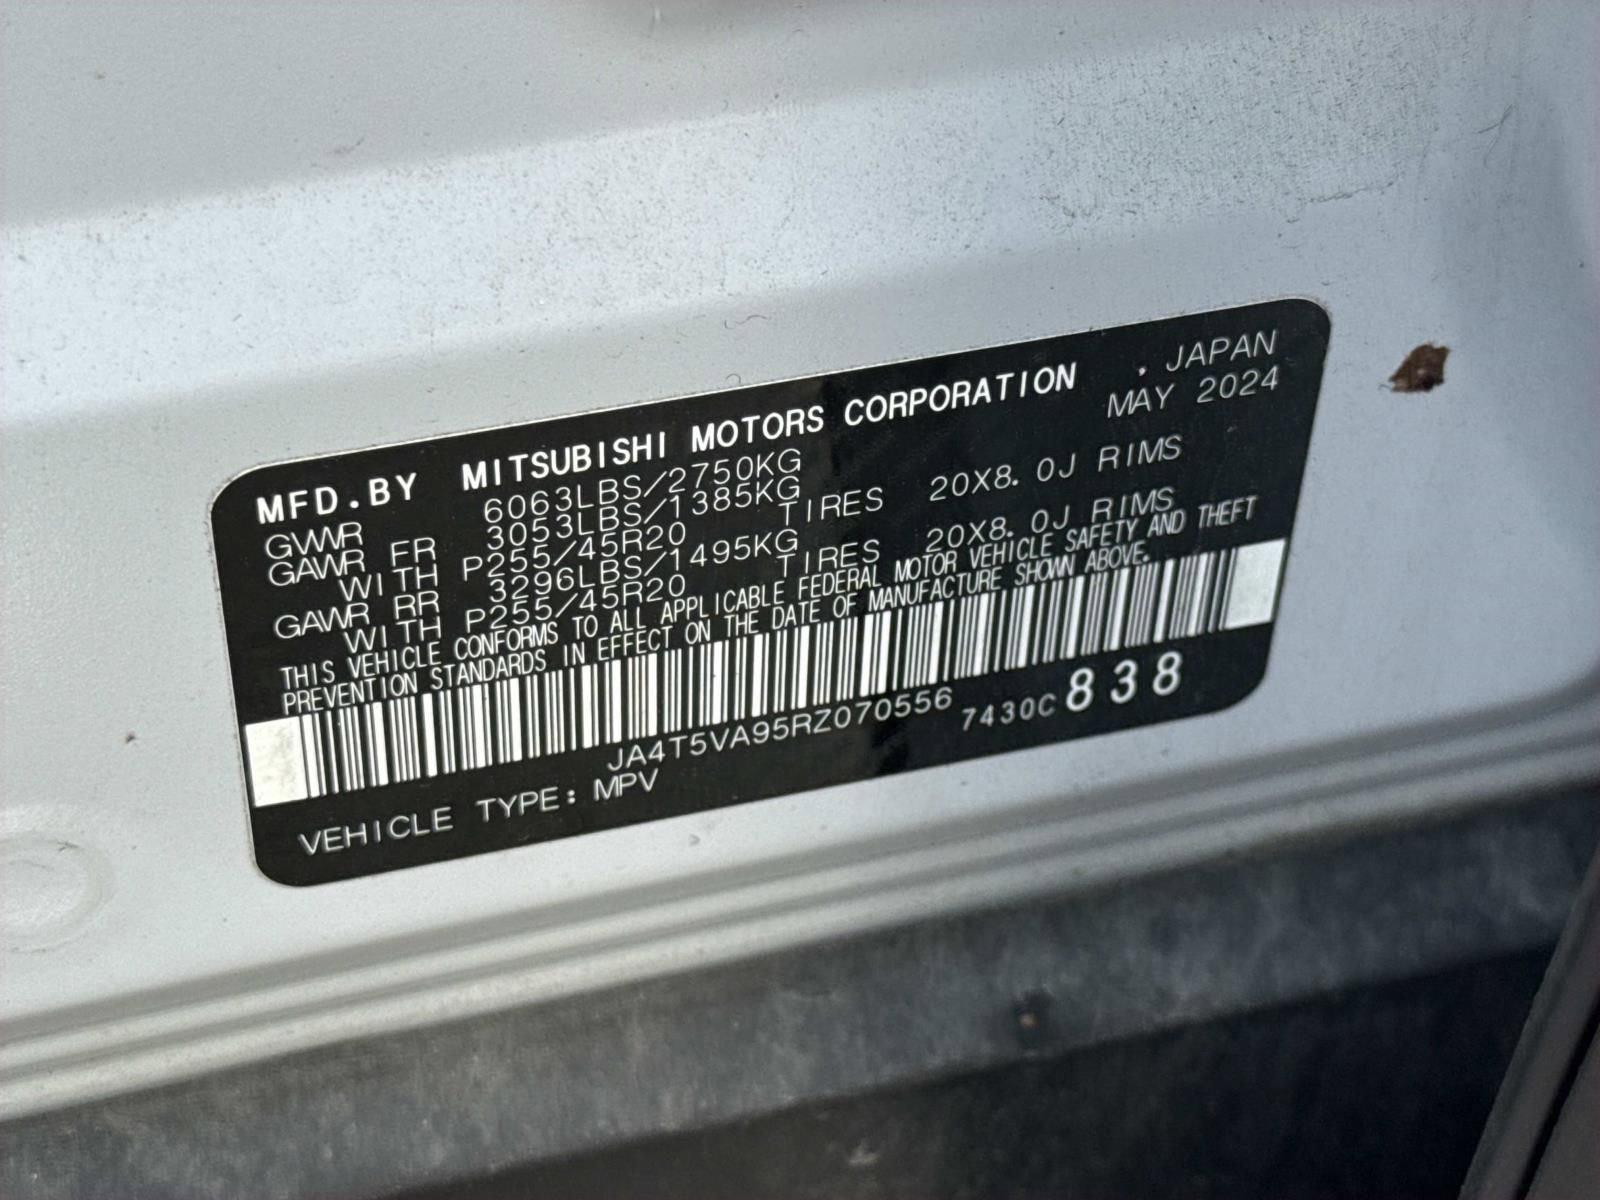 MFD.BY MITSUBISHI MOTORS CORPORATION . JAPAN
GVWR 6063LBS/2750KG MAY 2024
GAWR FR 3053LBS/1385KG
WITH P255/45R20 TIRES 20X8.0J RIMS
GAWR RR 3296LBS/1495KG
WITH P255/45R20 TIRES 20X8.0J RIMS
THIS VEHICLE CONFORMS TO ALL APPLICABLE FEDERAL MOTOR VEHICLE SAFETY AND THEFT
PREVENTION STANDARDS IN EFFECT ON THE DATE OF MANUFACTURE SHOWN ABOVE.
JA4T5VA95RZ070556 7430C 838
VEHICLE TYPE: MPV